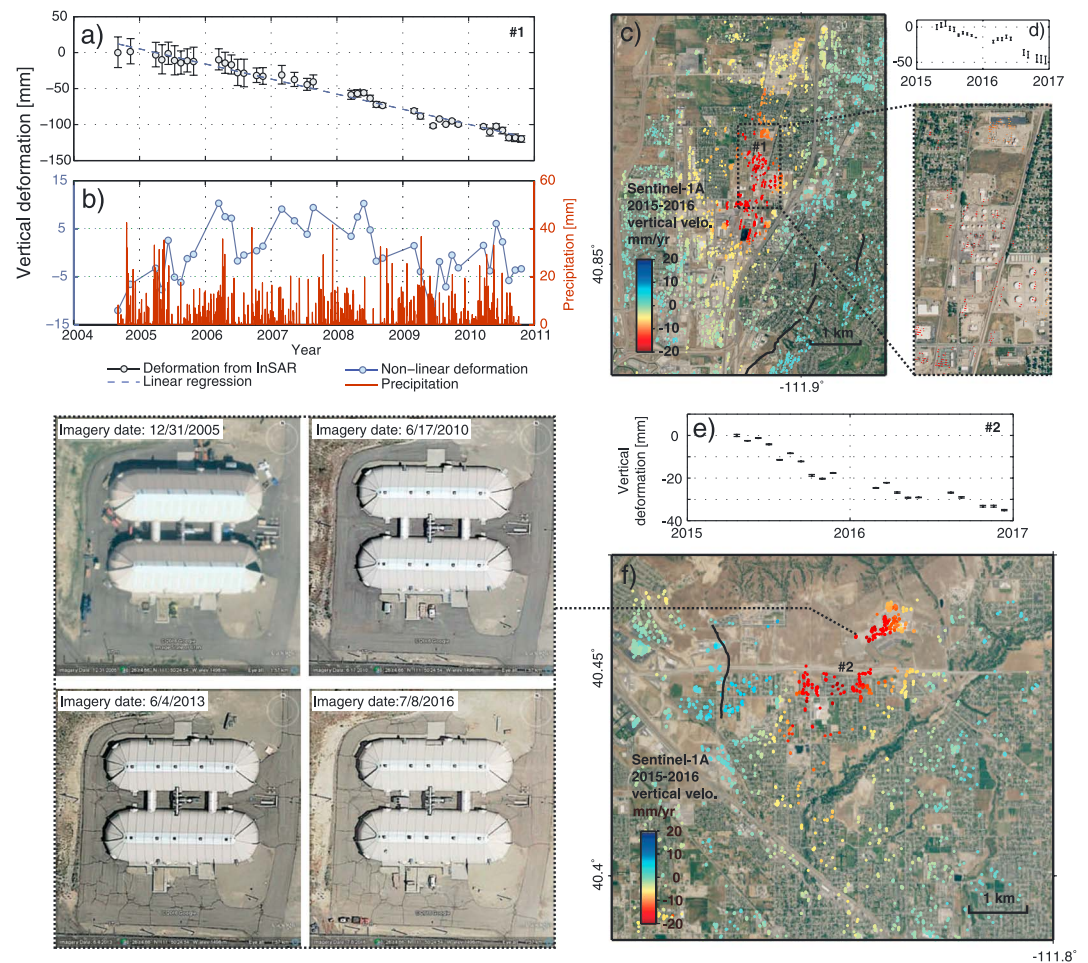 a)
#1
50
0
−50
−100
−150
Vertical deformation [mm]
b)
15
5
−5
−15
60
40
20
0
Precipitation [mm]
2004
2005
2006
2007
2008
2009
2010
2011
Year
Deformation from InSAR
Linear regression
Non-linear deformation
Precipitation
c)
#1
Sentinel-1A
2015-2016
vertical velo.
mm/yr
20
10
0
-10
-20
1 km
40.85°
-111.9°
d)
0
-50
2015
2016
2017
Imagery date: 12/31/2005
Imagery date: 6/17/2010
Imagery date: 6/4/2013
Imagery date:7/8/2016
e)
#2
Vertical
deformation [mm]
0
-20
-40
2015
2016
2017
f)
#2
Sentinel-1A
2015-2016
vertical velo.
mm/yr
20
10
0
-10
-20
1 km
40.45°
40.4°
-111.8°